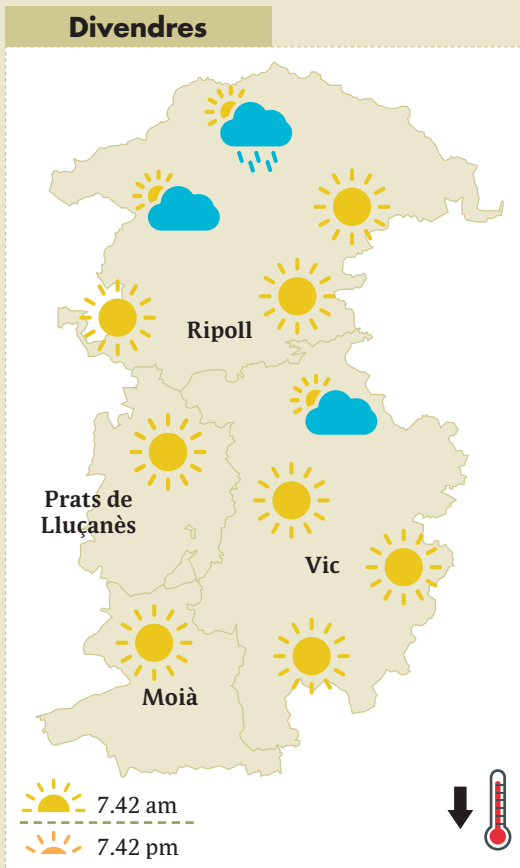 Divendres
Ripoll
Prats de
Lluçanès
Vic
Moià
7.42 am
7.42 pm